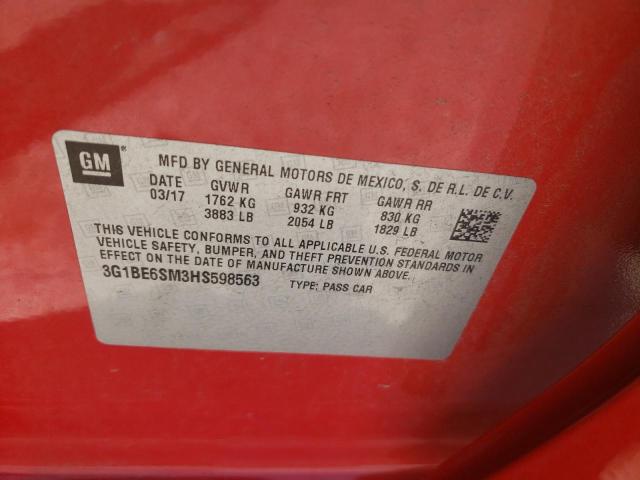 GM
MFD BY GENERAL MOTORS DE MEXICO, S. DE R.L. DE C.V.
DATE GVWR GAWR FRT GAWR RR
03/17 1762 KG 932 KG 830 KG
3883 LB 2054 LB 1829 LB
THIS VEHICLE CONFORMS TO ALL APPLICABLE U.S. FEDERAL MOTOR
VEHICLE SAFETY, BUMPER, AND THEFT PREVENTION STANDARDS IN
EFFECT ON THE DATE OF MANUFACTURE SHOWN ABOVE.
3G1BE6SM3HS598563 TYPE: PASS CAR